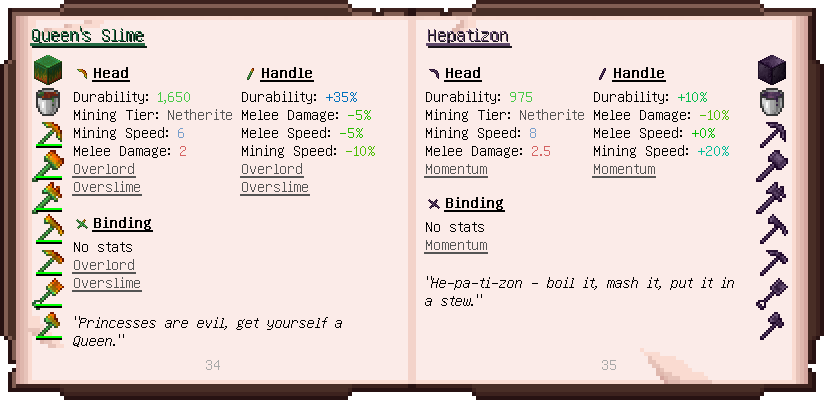 Queen's Slime
Head
Durability: 1,650
Mining Tier: Netherite
Mining Speed: 6
Melee Damage: 2
Overlord
Overslime
Handle
Durability: +35%
Melee Damage: -5%
Melee Speed: -5%
Mining Speed: -10%
Overlord
Overslime
Binding
No stats
Overlord
Overslime
"Princesses are evil, get yourself a
Queen."
34
Hepatizon
Head
Durability: 975
Mining Tier: Netherite
Mining Speed: 8
Melee Damage: 2.5
Momentum
Handle
Durability: +10%
Melee Damage: -10%
Melee Speed: +0%
Mining Speed: +20%
Momentum
Binding
No stats
Momentum
"He-pa-ti-zon - boil it, mash it, put it in
a stew."
35